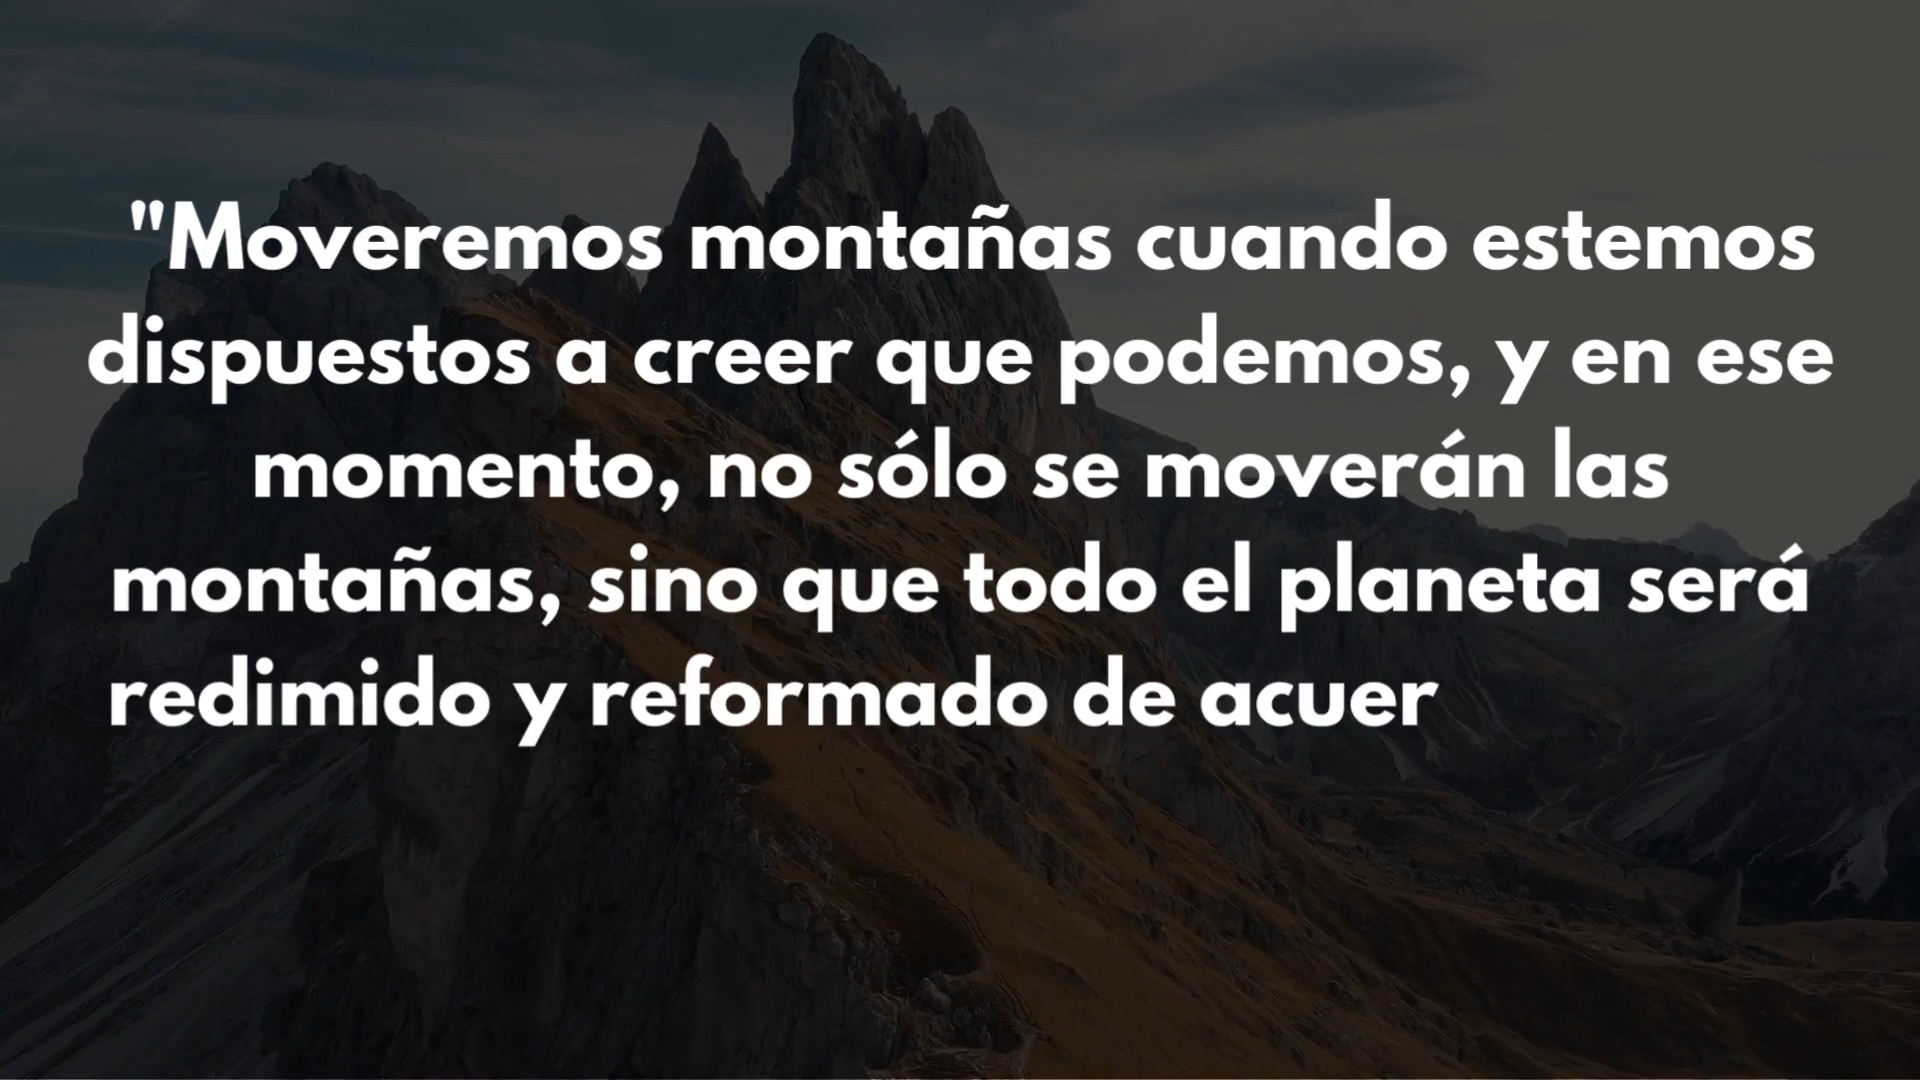 "Moveremos montañas cuando estemos
dispuestos a creer que podemos, y en ese
momento, no sólo se moverán las
montañas, sino que todo el planeta será
redimido y reformado de acuer